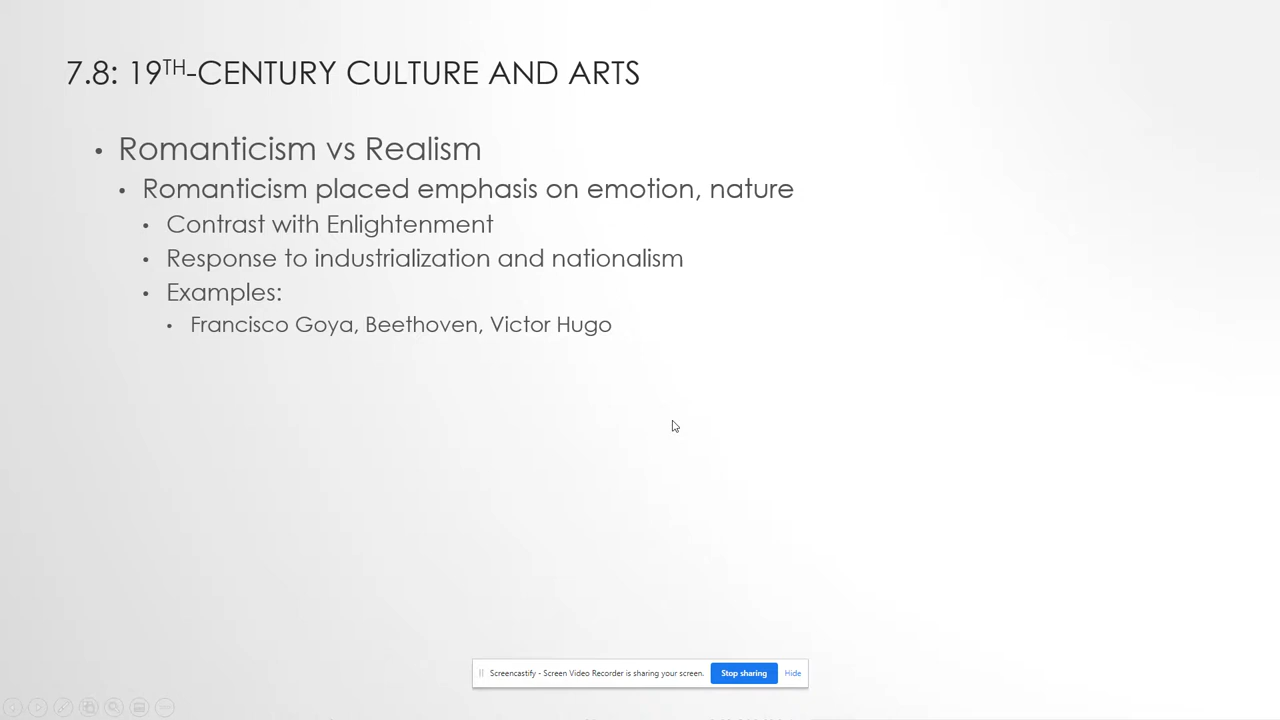 7.8: 19TH-CENTURY CULTURE AND ARTS
• Romanticism vs Realism
• Romanticism placed emphasis on emotion, nature
• Contrast with Enlightenment
• Response to industrialization and nationalism
• Examples:
• Francisco Goya, Beethoven, Victor Hugo
Screencastify - Screen Video Recorder is sharing your screen. Stop sharing Hide